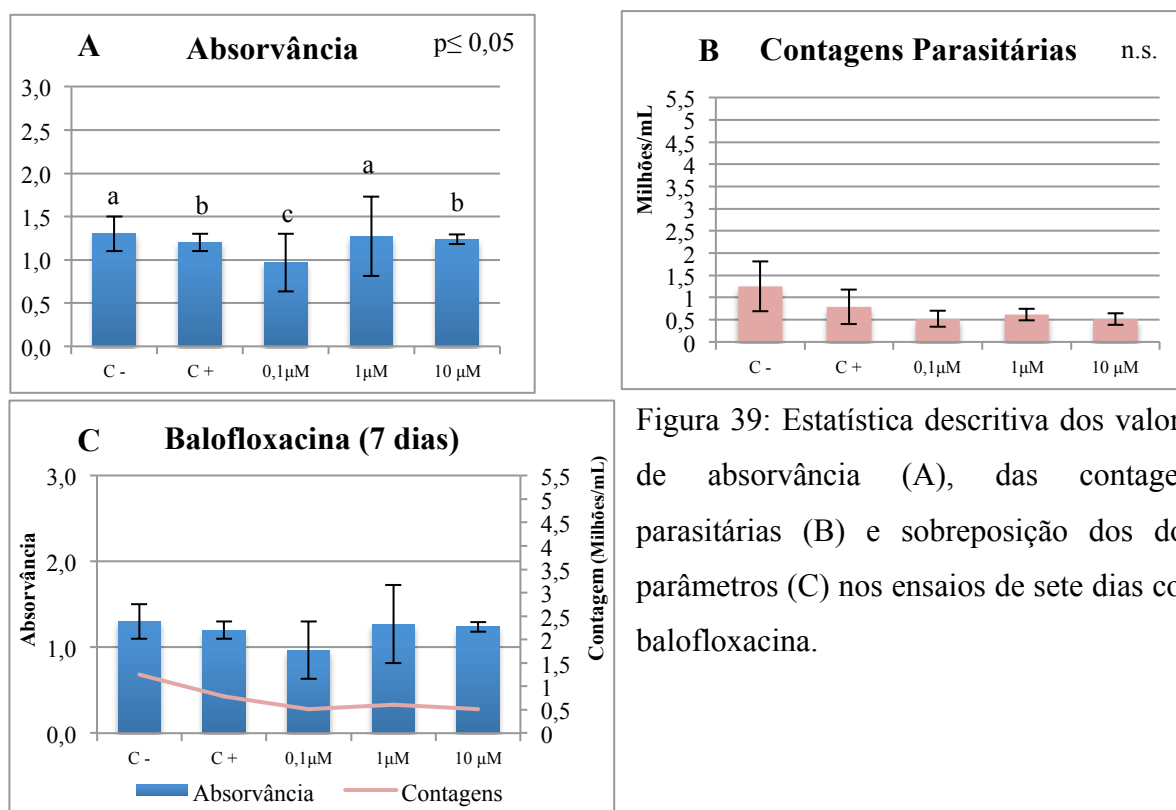 A Absorvância p≤ 0,05
3,0
2,5
2,0
1,5
1,0
0,5
0,0
a b c a b
C - C + 0,1µM 1µM 10 µM
B Contagens Parasitárias n.s.
Milhões/mL
5,5
5
4,5
4
3,5
3
2,5
2
1,5
1
0,5
0
C - C + 0,1µM 1µM 10 µM
C Balofloxacina (7 dias)
Absorvância
3,0
2,0
1,0
0,0
5,5
5
4,5
4
3,5
3
2,5
2
1,5
1
0,5
0
Contagem (Milhões/mL)
C - C + 0,1µM 1µM 10 µM
Absorvância Contagens
Figura 39: Estatística descritiva dos valor
de absorvância (A), das contage
parasitárias (B) e sobreposição dos do
parâmetros (C) nos ensaios de sete dias co
balofloxacina.